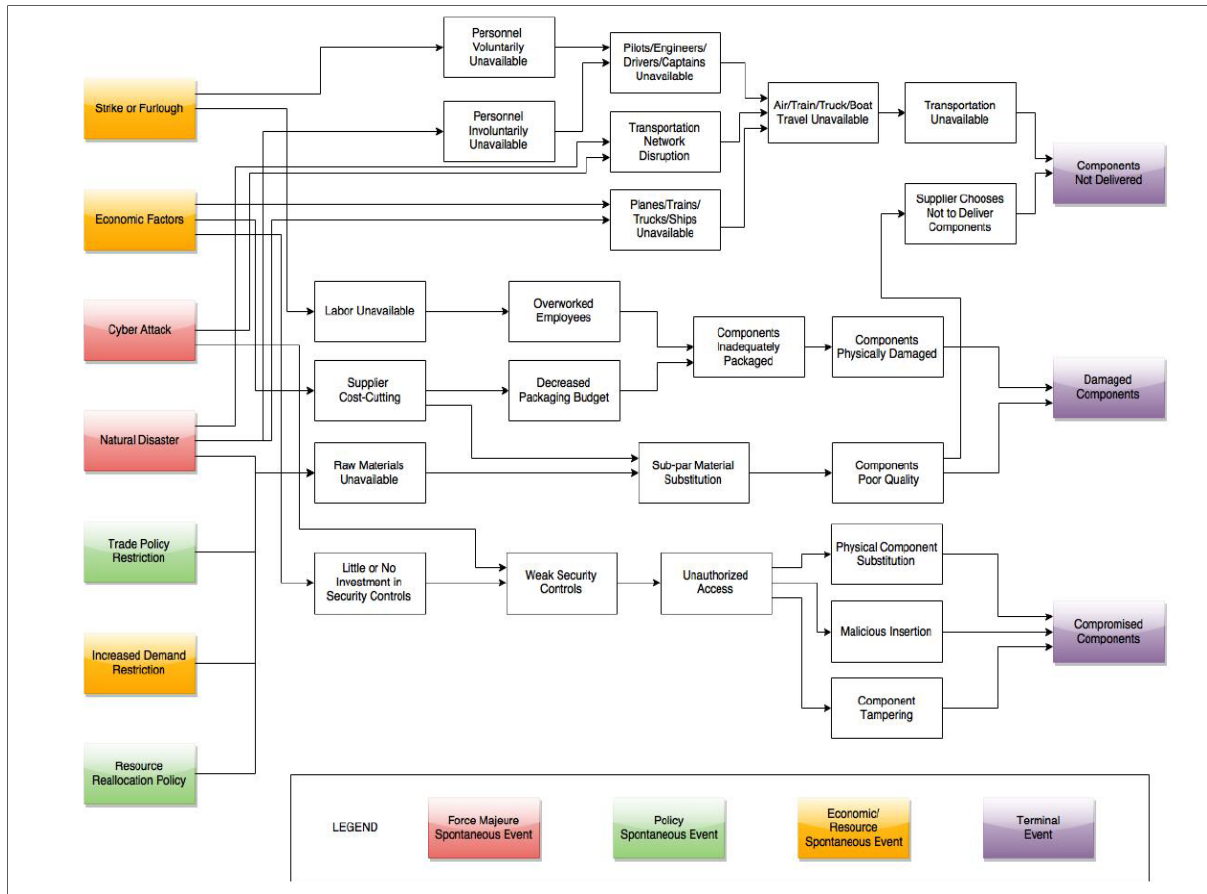 Personnel
Voluntarily
Unavailable
Pilots/Engineers/
Drivers/Captains
Unavailable
Strike or Furlough
Personnel
Involuntarily
Unavailable
Transportation
Network
Disruption
Air/Train/Truck/Boat
Travel Unavailable
Transportation
Unavailable
Components
Not Delivered
Economic Factors
Planes/Trains/
Trucks/Ships
Unavailable
Supplier Chooses
Not to Deliver
Components
Cyber Attack
Labor Unavailable
Overworked
Employees
Components
Inadequately
Packaged
Components
Physically Damaged
Supplier
Cost-Cutting
Decreased
Packaging Budget
Damaged
Components
Natural Disaster
Raw Materials
Unavailable
Sub-par Material
Substitution
Components
Poor Quality
Trade Policy
Restriction
Little or No
Investment in
Security Controls
Weak Security
Controls
Unauthorized
Access
Physical Component
Substitution
Malicious Insertion
Component
Tampering
Compromised
Components
Increased Demand
Restriction
Resource
Reallocation Policy
LEGEND
Force Majeure
Spontaneous Event
Policy
Spontaneous Event
Economic/
Resource
Spontaneous Event
Terminal
Event